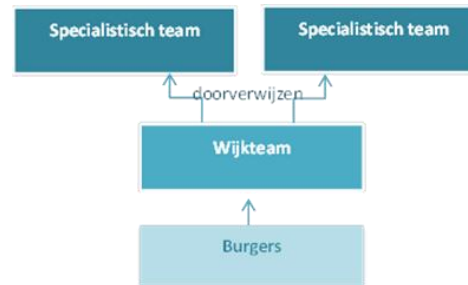 Specialistisch team
Specialistisch team
doorverwijzen
Wijkteam
Burgers